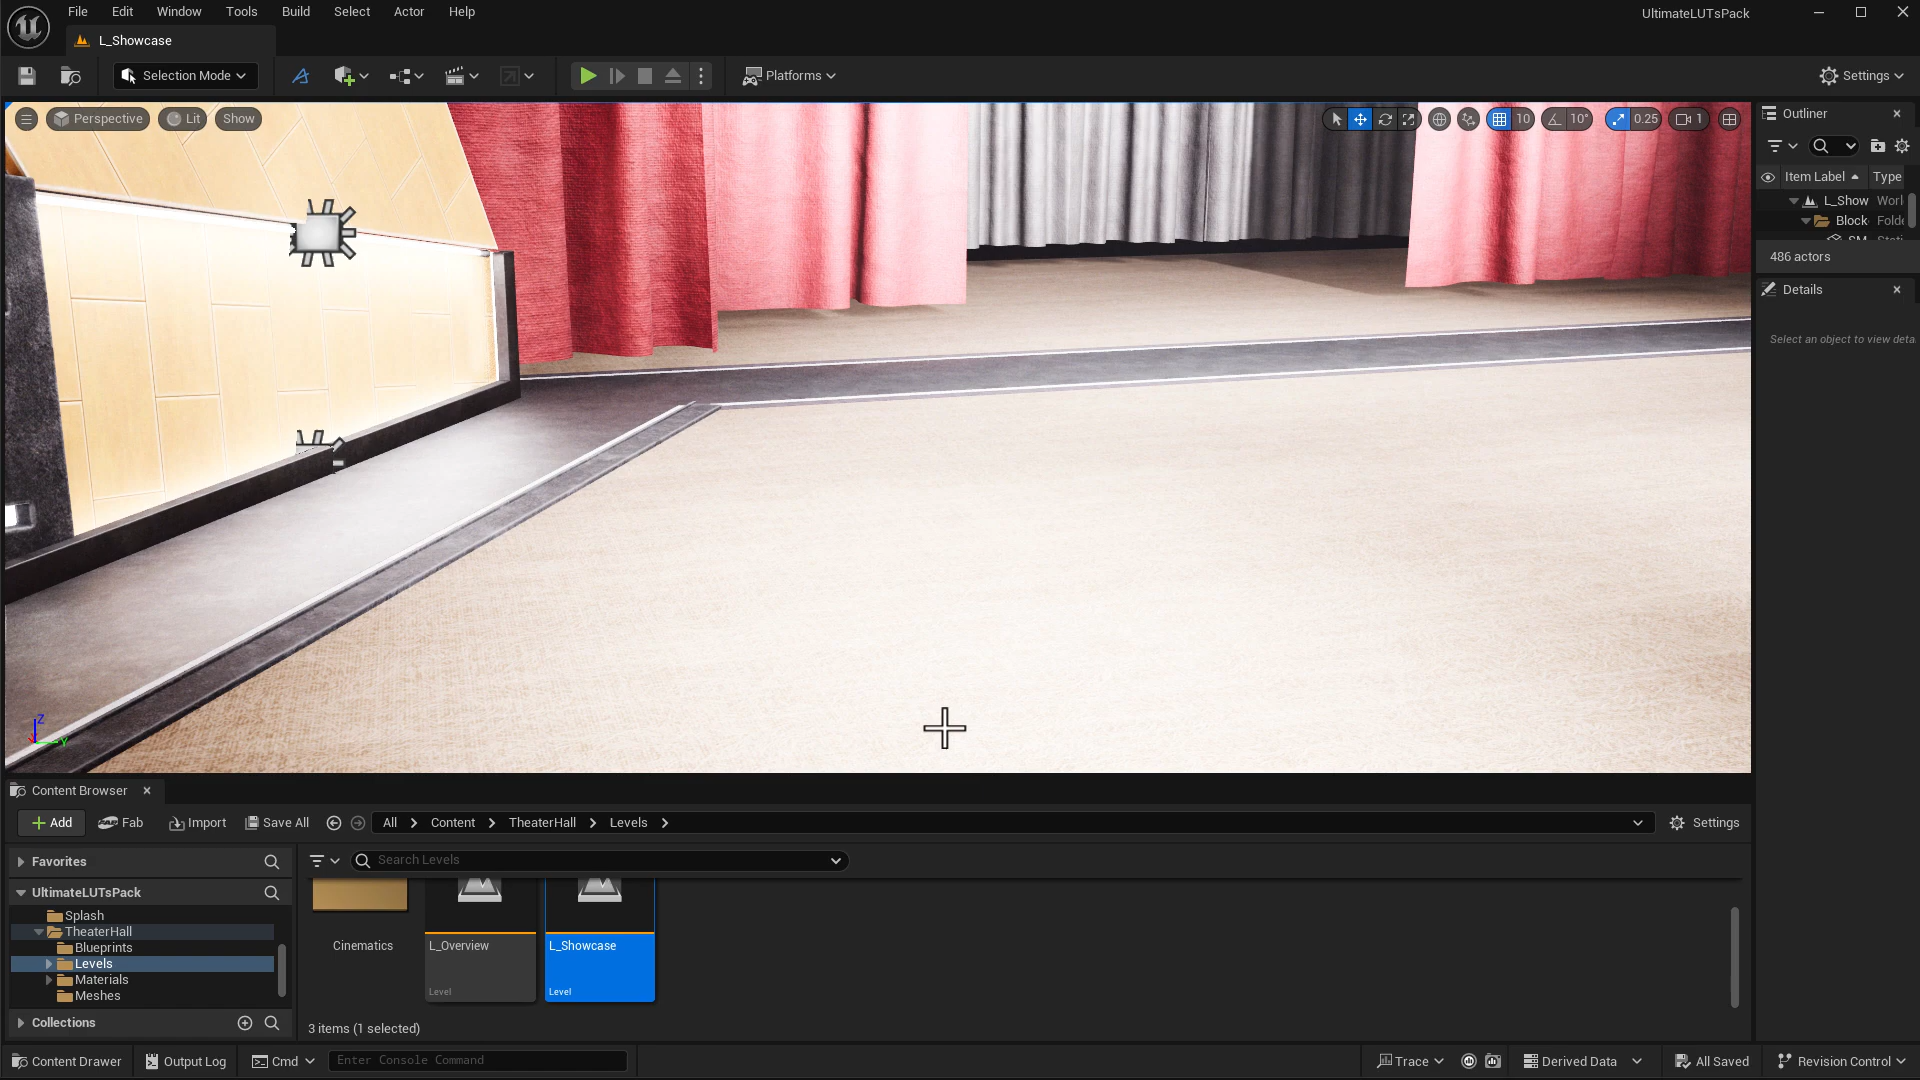 File Edit Window Tools Build Select Actor Help
UltimateLUTsPack
L_Showcase
Selection Mode
Platforms
Settings
Perspective Lit Show
10 10° 0.25 1
Outliner
Item Label Type
L_Show Worl
Block Folde
486 actors
Details
Select an object to view deta
Z
Y
Content Browser
Add Fab Import Save All All Content TheaterHall Levels Settings
Favorites
Search Levels
UltimateLUTsPack
Splash
TheaterHall
Blueprints
Levels
Materials
Meshes
Collections
Cinematics
L_Overview
Level
L_Showcase
Level
3 items (1 selected)
Content Drawer Output Log Cmd Enter Console Command Trace Derived Data All Saved Revision Control